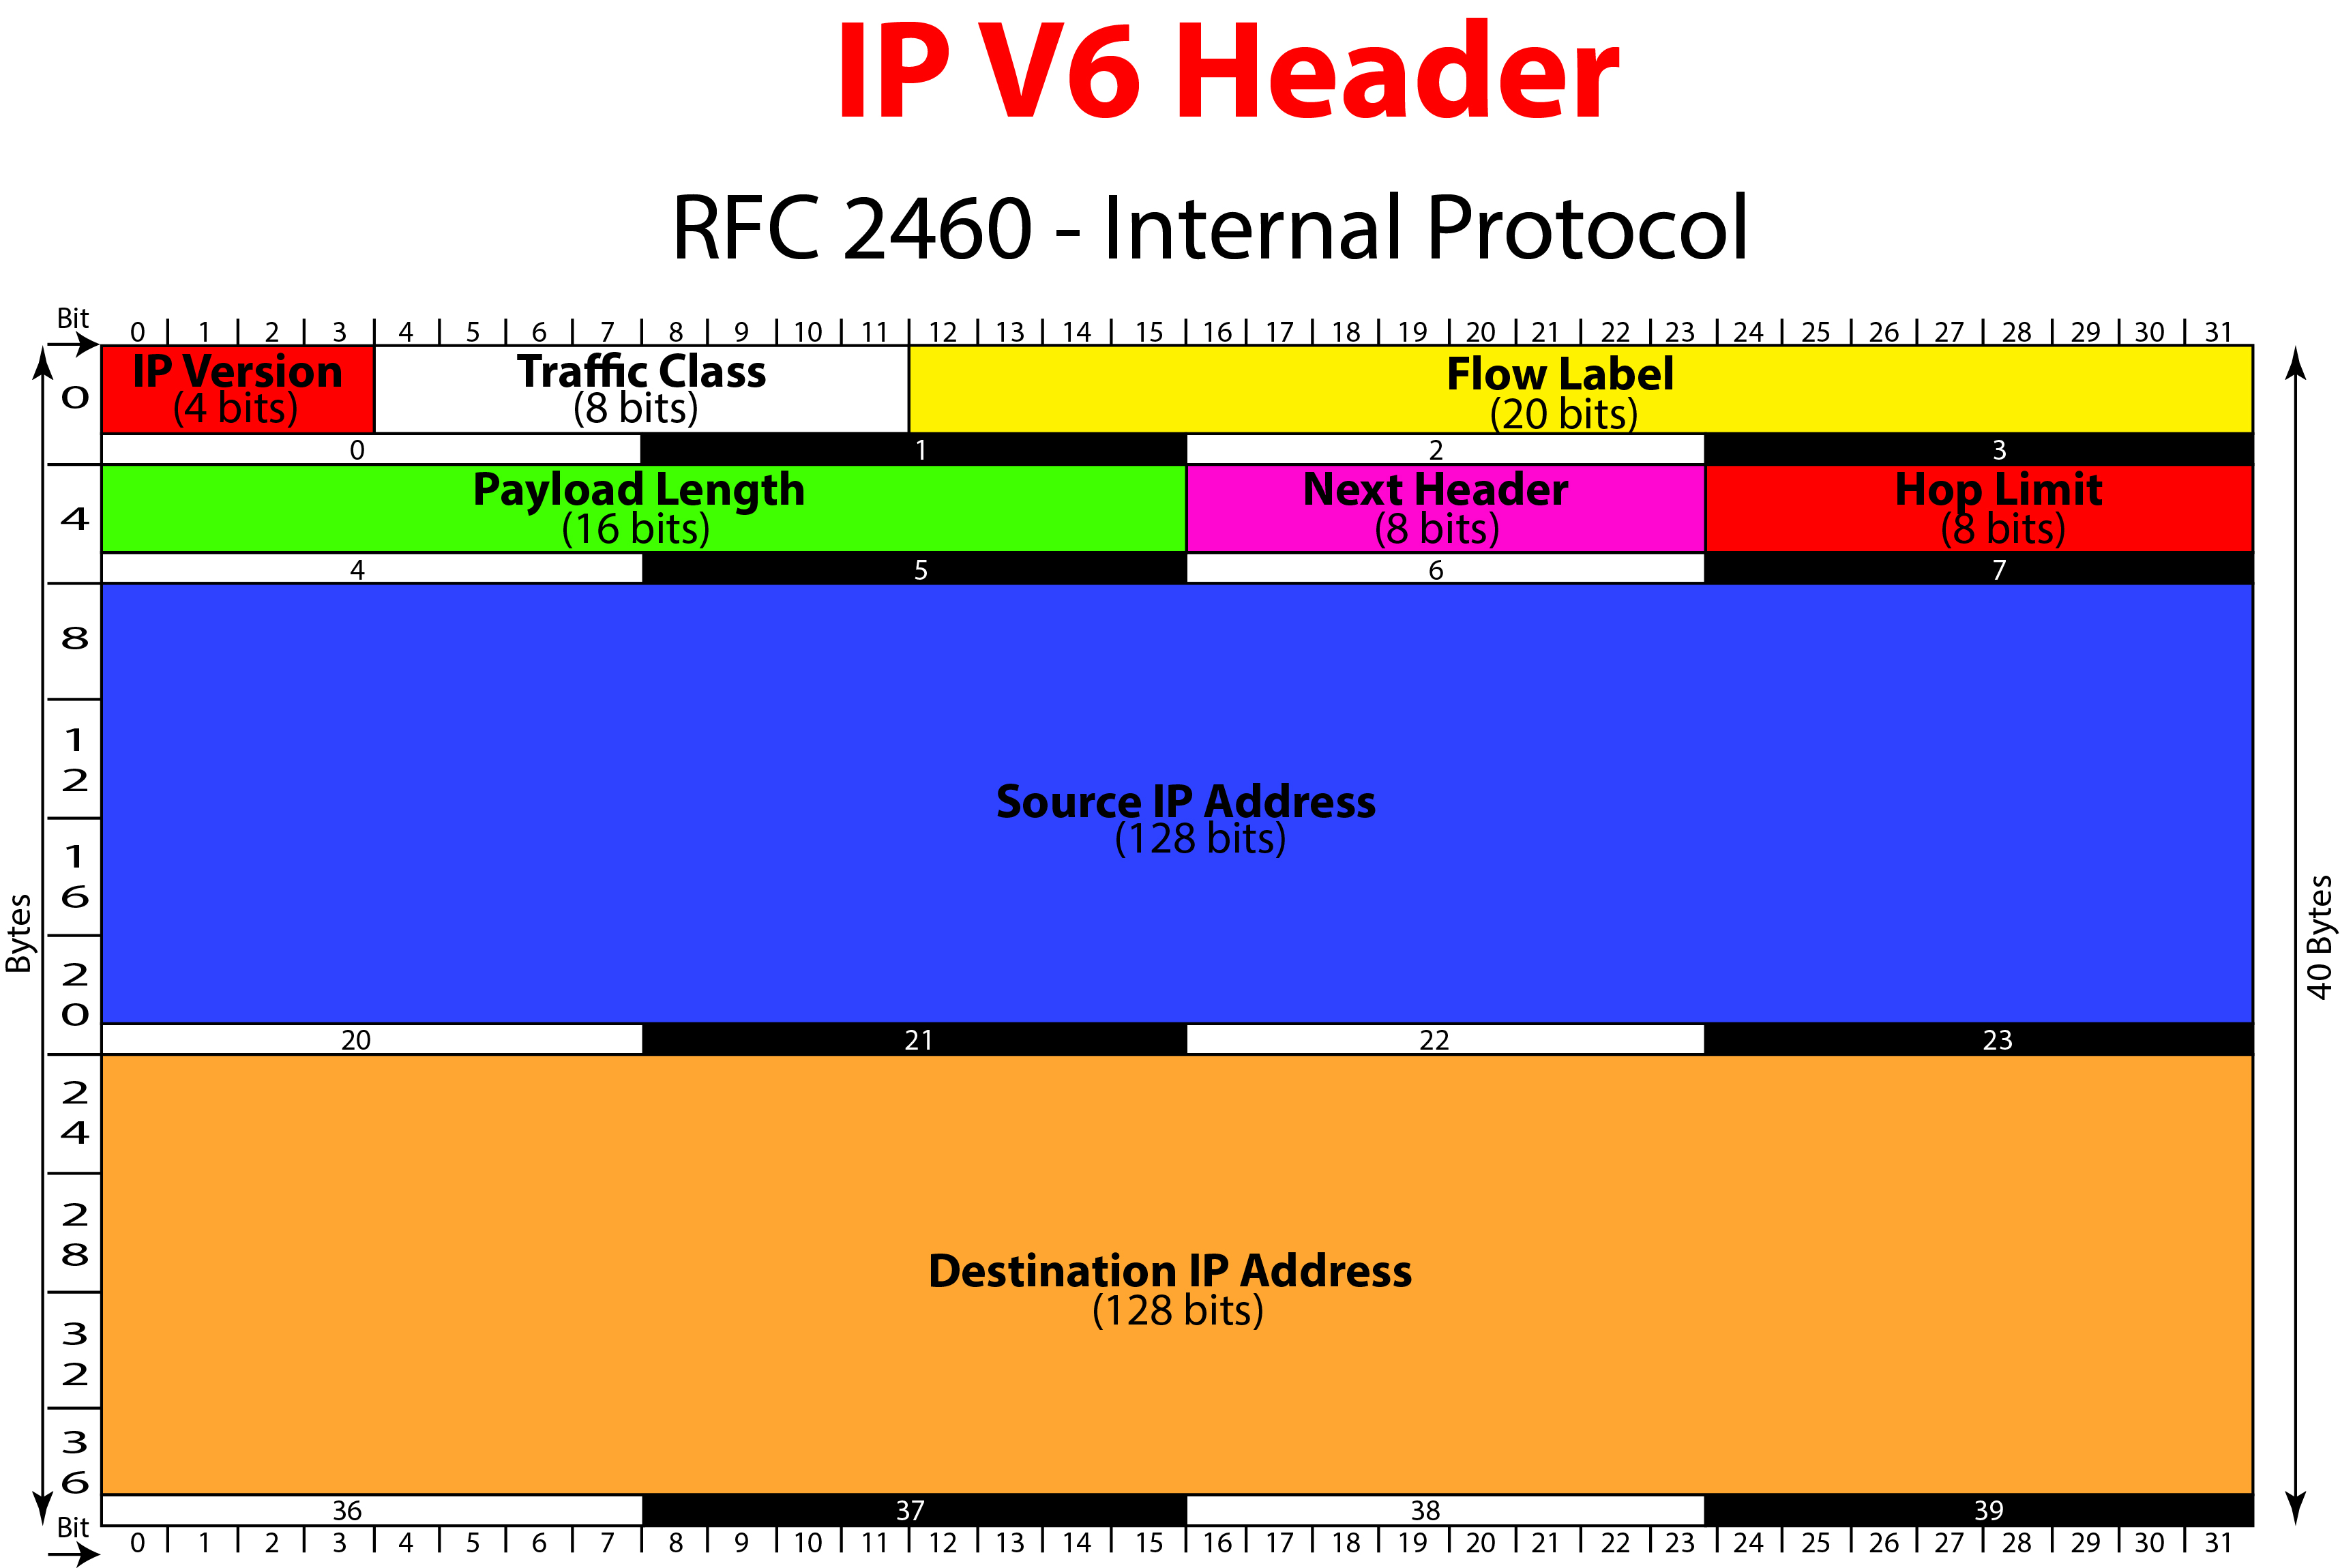 IP V6 Header
RFC 2460 - Internal Protocol
Bit 0 1 2 3 4 5 6 7 8 9 10 11 12 13 14 15 16 17 18 19 20 21 22 23 24 25 26 27 28 29 30 31
0
IP Version
(4 bits)
Traffic Class
(8 bits)
Flow Label
(20 bits)
0 1 2 3
4
Payload Length
(16 bits)
Next Header
(8 bits)
Hop Limit
(8 bits)
4 5 6 7
8
12
16
20
Source IP Address
(128 bits)
Bytes
40 Bytes
20 21 22 23
24
28
32
36
Destination IP Address
(128 bits)
36 37 38 39
Bit 0 1 2 3 4 5 6 7 8 9 10 11 12 13 14 15 16 17 18 19 20 21 22 23 24 25 26 27 28 29 30 31